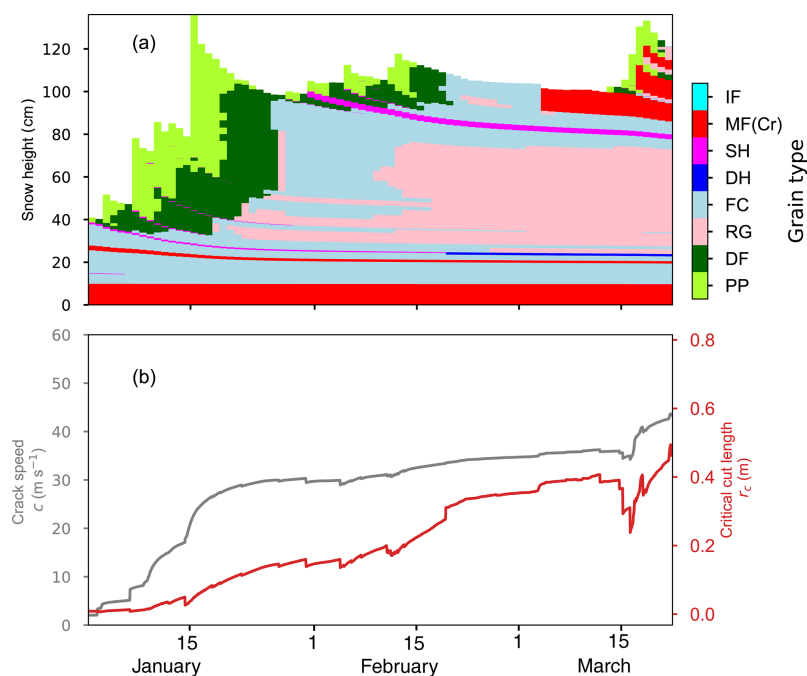 (a)
120
100
80
60
40
20
0
Snow height (cm)
IF
MF(Cr)
SH
DH
FC
RG
DF
PP
Grain type
(b)
60
50
40
30
20
10
0
Crack speed
c (m s⁻¹)
0.8
0.6
0.4
0.2
0.0
Critical cut length
r_c (m)
15 1 15 1 15
January February March